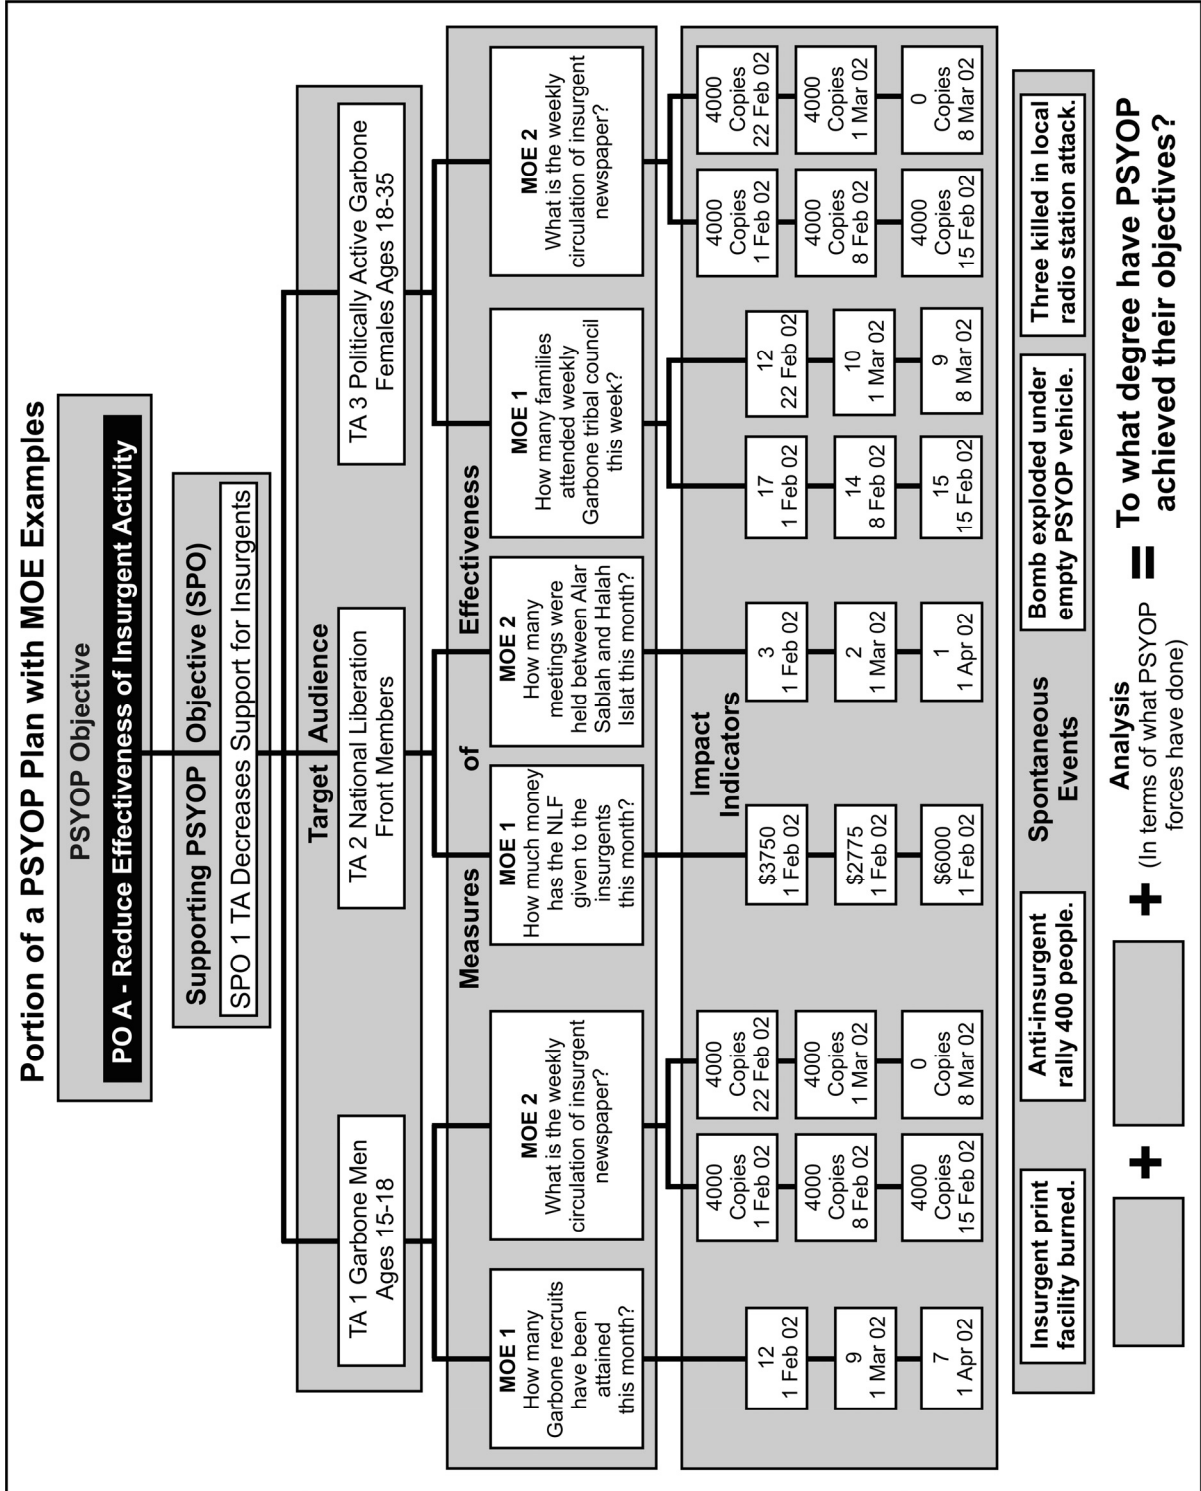 Portion of a PSYOP Plan with MOE Examples
PSYOP Objective
PO A - Reduce Effectiveness of Insurgent Activity
Supporting PSYOP Objective (SPO)
SPO 1 TA Decreases Support for Insurgents
Target Audience
TA 1 Garbone Men
Ages 15-18
TA 2 National Liberation
Front Members
TA 3 Politically Active Garbone
Females Ages 18-35
Measures of Effectiveness
MOE 1
How many
Garbone recruits
have been
attained
this month?
MOE 2
What is the weekly
circulation of insurgent
newspaper?
MOE 1
How much money
has the NLF
given to the
insurgents
this month?
MOE 2
How many
meetings were
held between Alar
Sablah and Halah
Islat this month?
MOE 1
How many families
attended weekly
Garbone tribal council
this week?
MOE 2
What is the weekly
circulation of insurgent
newspaper?
Impact
Indicators
12
1 Feb 02
9
1 Mar 02
7
1 Apr 02
4000
Copies
1 Feb 02
4000
Copies
8 Feb 02
4000
Copies
15 Feb 02
4000
Copies
22 Feb 02
4000
Copies
1 Mar 02
0
Copies
8 Mar 02
$3750
1 Feb 02
$2775
1 Feb 02
$6000
1 Feb 02
3
1 Feb 02
2
1 Mar 02
1
1 Apr 02
17
1 Feb 02
14
8 Feb 02
15
15 Feb 02
12
22 Feb 02
10
1 Mar 02
9
8 Mar 02
4000
Copies
1 Feb 02
4000
Copies
8 Feb 02
4000
Copies
15 Feb 02
4000
Copies
22 Feb 02
4000
Copies
1 Mar 02
0
Copies
8 Mar 02
Insurgent print
facility burned.
Anti-insurgent
rally 400 people.
Spontaneous
Events
Bomb exploded under
empty PSYOP vehicle.
Three killed in local
radio station attack.
+
+
Analysis
(In terms of what PSYOP
forces have done)
=
To what degree have PSYOP
achieved their objectives?